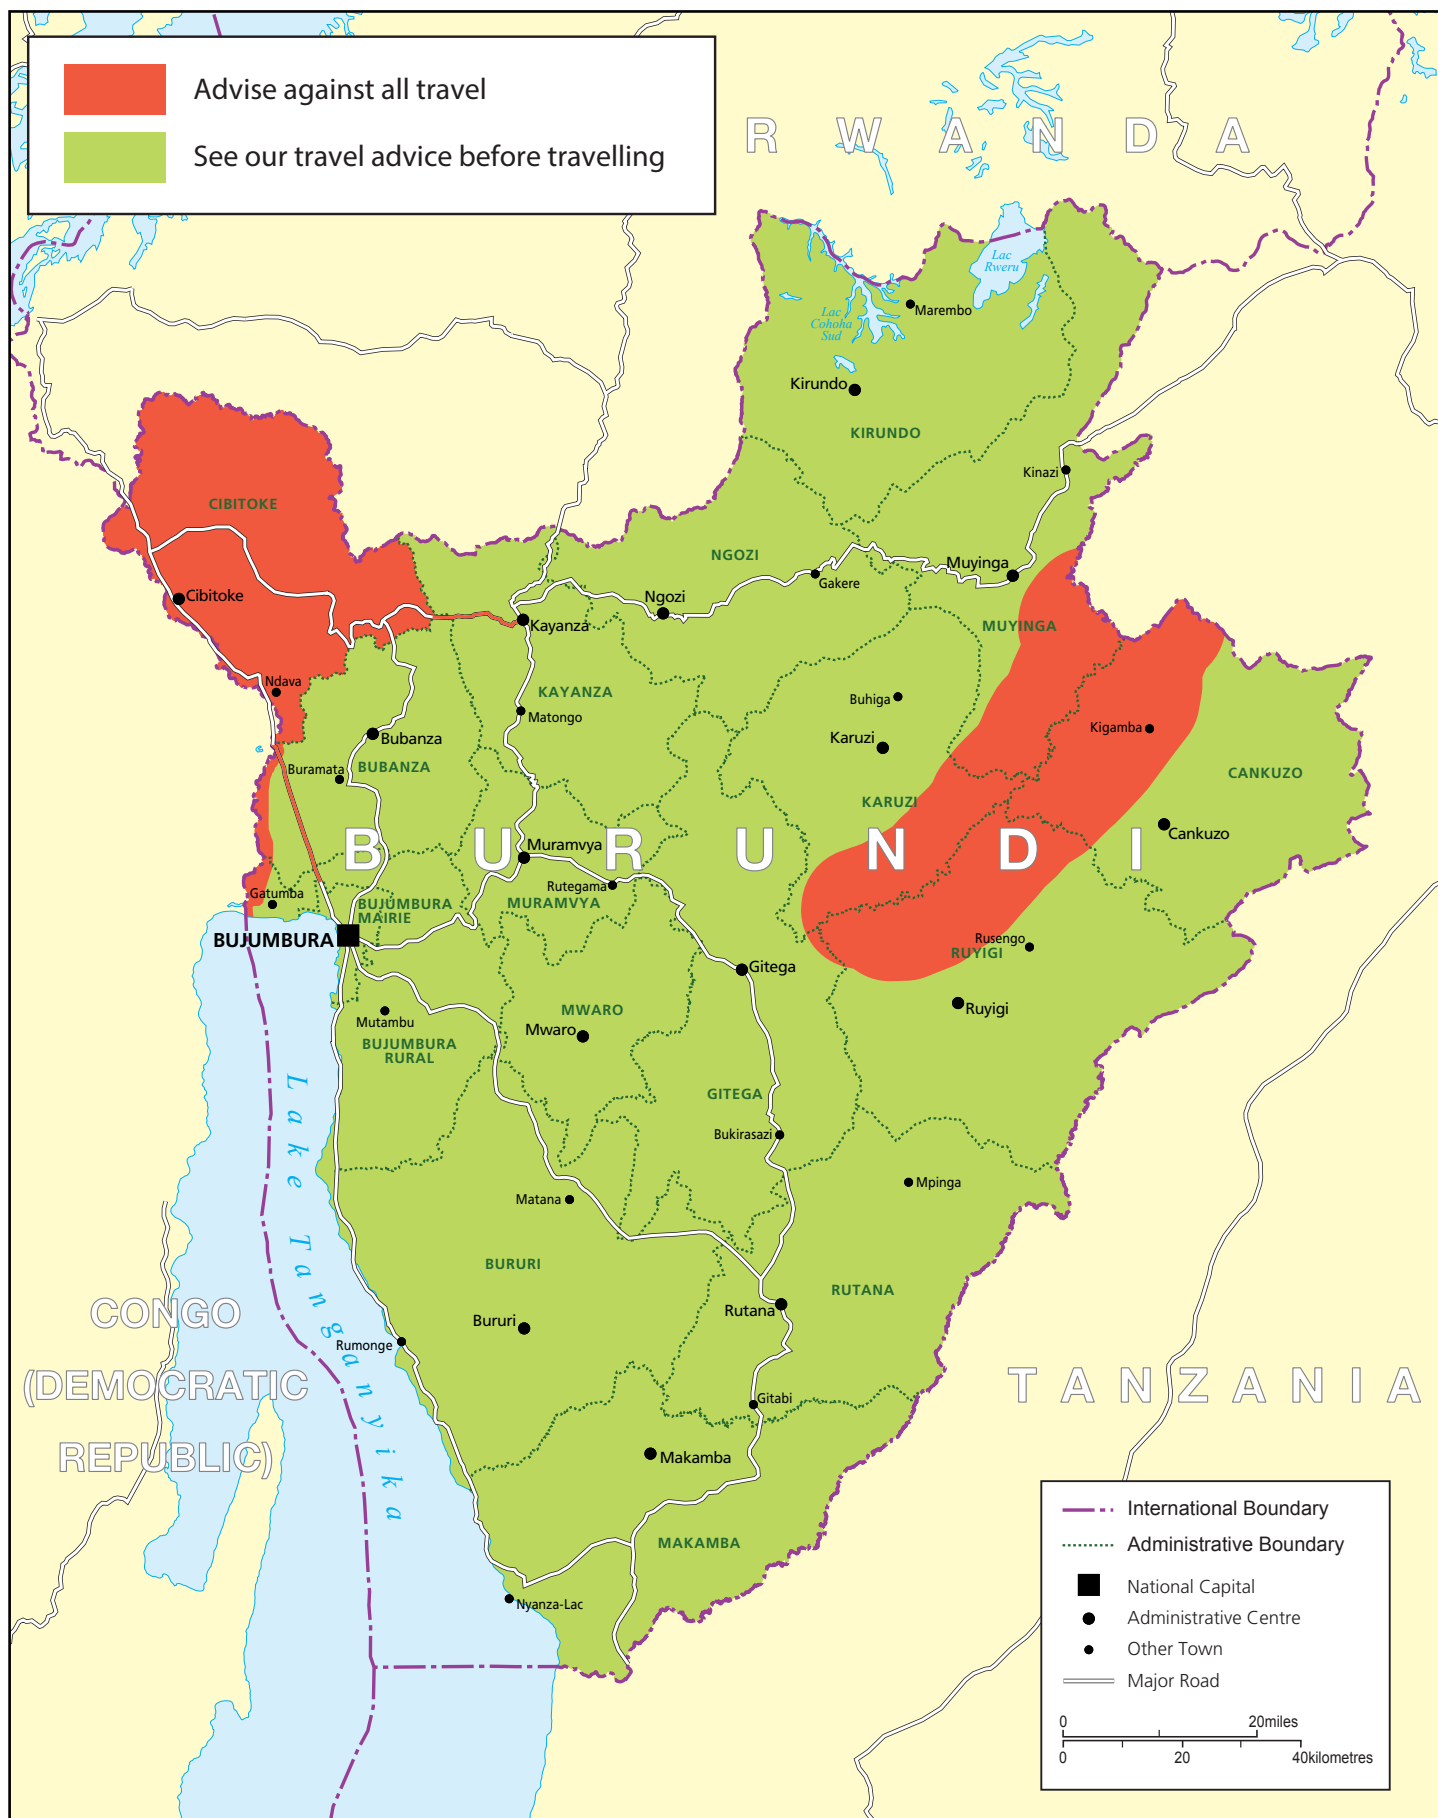 Advise against all travel
See our travel advice before travelling
RWANDA
Lac
Rweru
Marembo
Lac
Cohoha
Sud
Kirundo
KIRUNDO
Kinazi
CIBITOKE
NGOZI
Muyinga
Gakere
Cibitoke
Ngozi
Kayanza
MUYINGA
Ndava
KAYANZA
Buhiga
Matongo
Kigamba
Bubanza
Karuzi
BUBANZA
Buramata
CANKUZO
KARUZI
BURUNDI
Cankuzo
Muramvya
Rutegama
Gatumba
BUJUMBURA
MAIRIE
MURAMVYA
BUJUMBURA
Rusengo
RUYIGI
Gitega
Ruyigi
MWARO
Mutambu
Mwaro
BUJUMBURA
RURAL
GITEGA
Bukirasazi
Lake Tanganyika
Mpinga
Matana
BURURI
RUTANA
CONGO
(DEMOCRATIC
REPUBLIC)
Rutana
Bururi
Rumonge
TANZANIA
Gitabi
Makamba
MAKAMBA
Nyanza-Lac
International Boundary
Administrative Boundary
National Capital
Administrative Centre
Other Town
Major Road
0 20miles
0 20 40kilometres